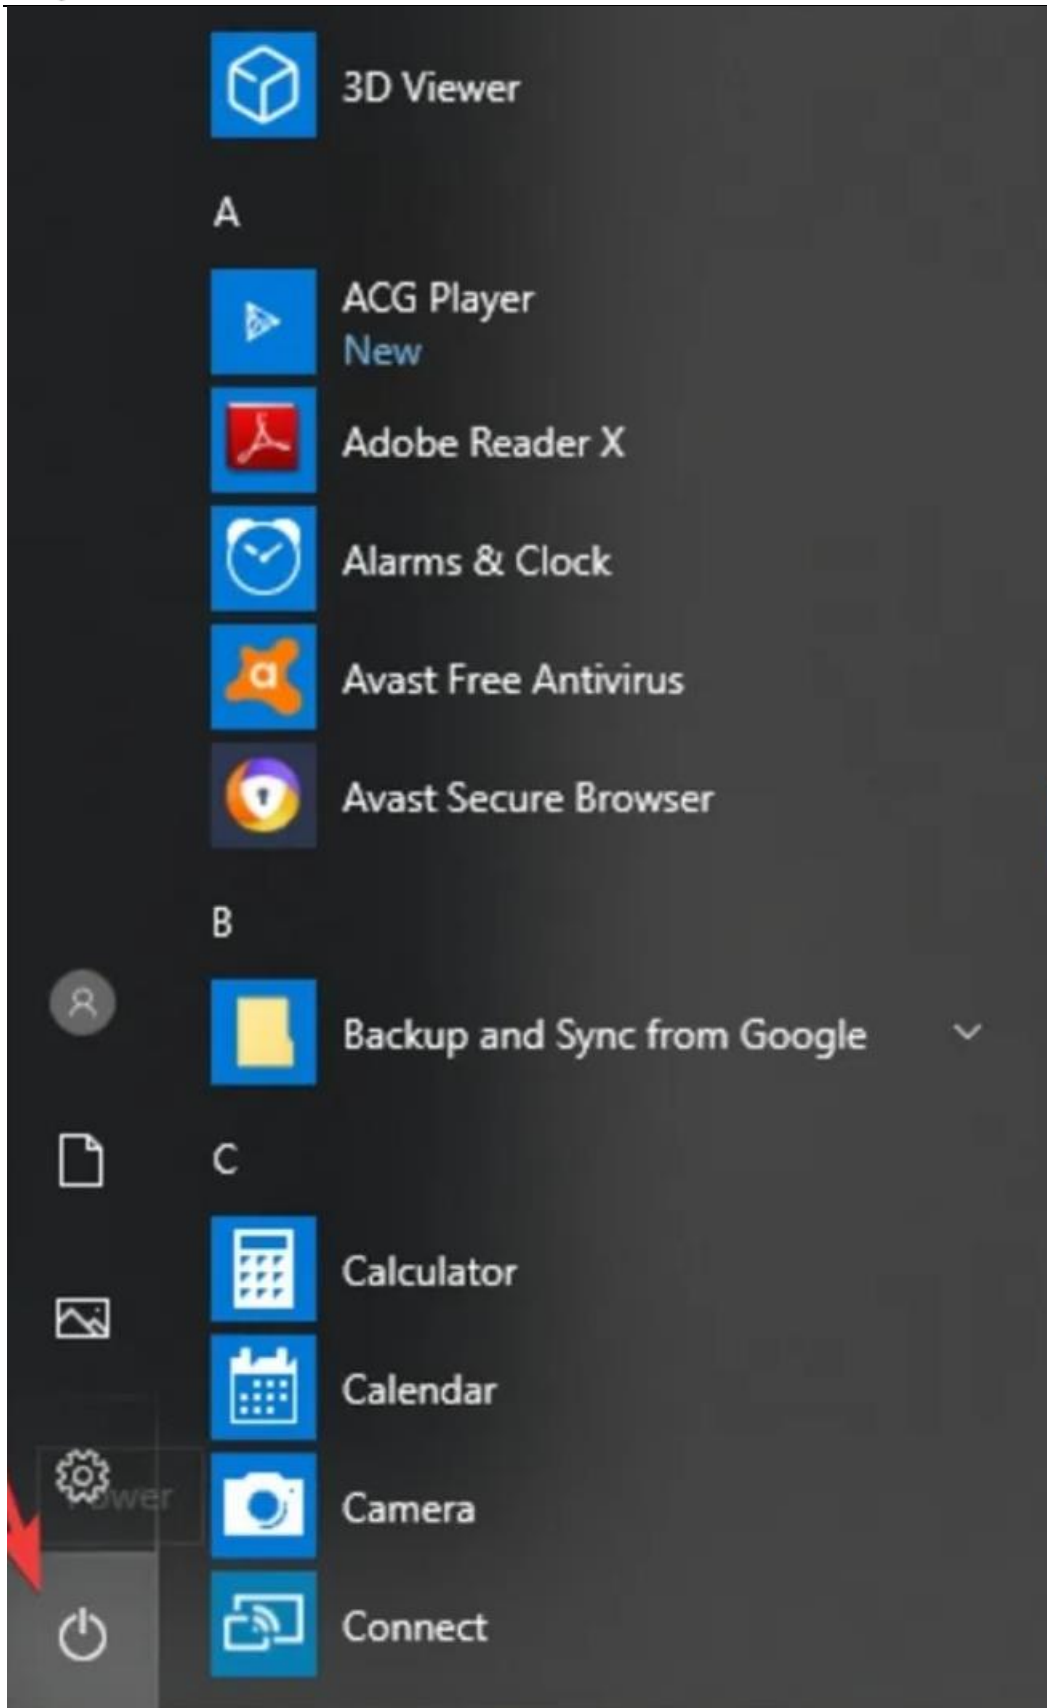 3D Viewer
A
ACG Player
New
Adobe Reader X
Alarms & Clock
Avast Free Antivirus
Avast Secure Browser
B
Backup and Sync from Google
C
Calculator
Calendar
Power
Camera
Connect